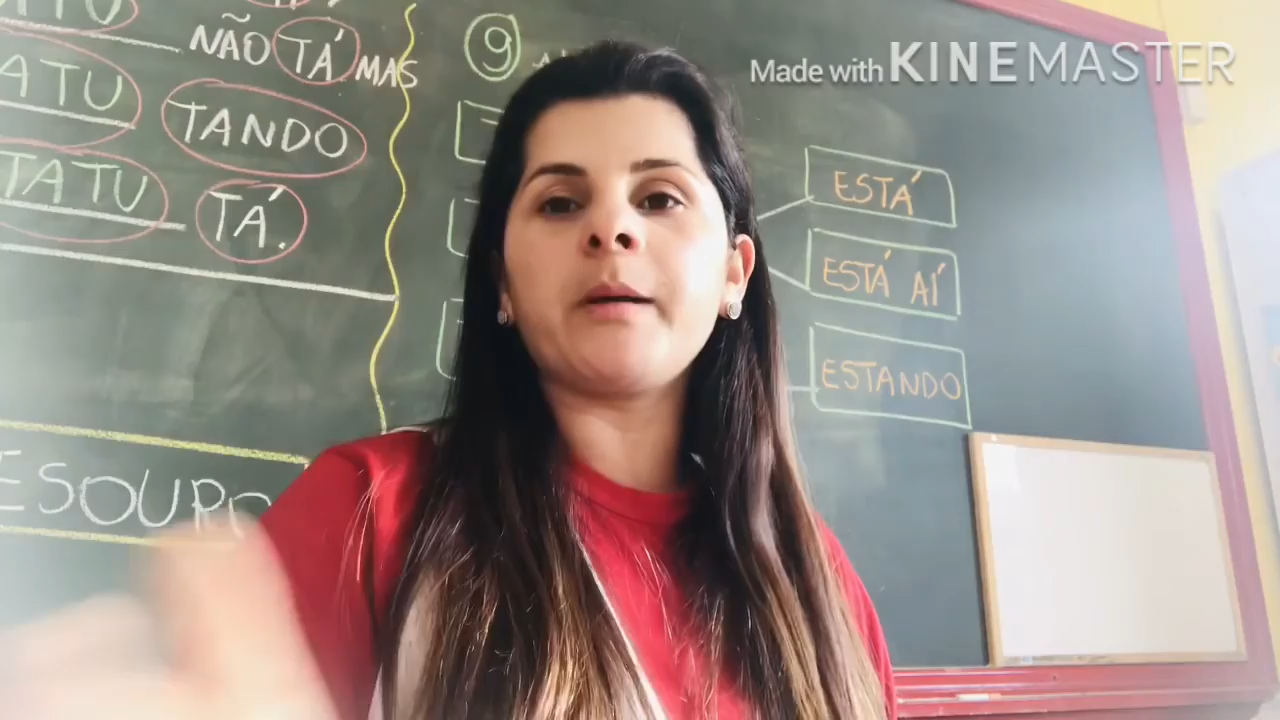 NÃO TÁ MAS
ATU
TANDO
TATU
TÁ.
ESOURO
9
ESTÁ
ESTÁ AÍ
ESTANDO
Made with KINEMASTER